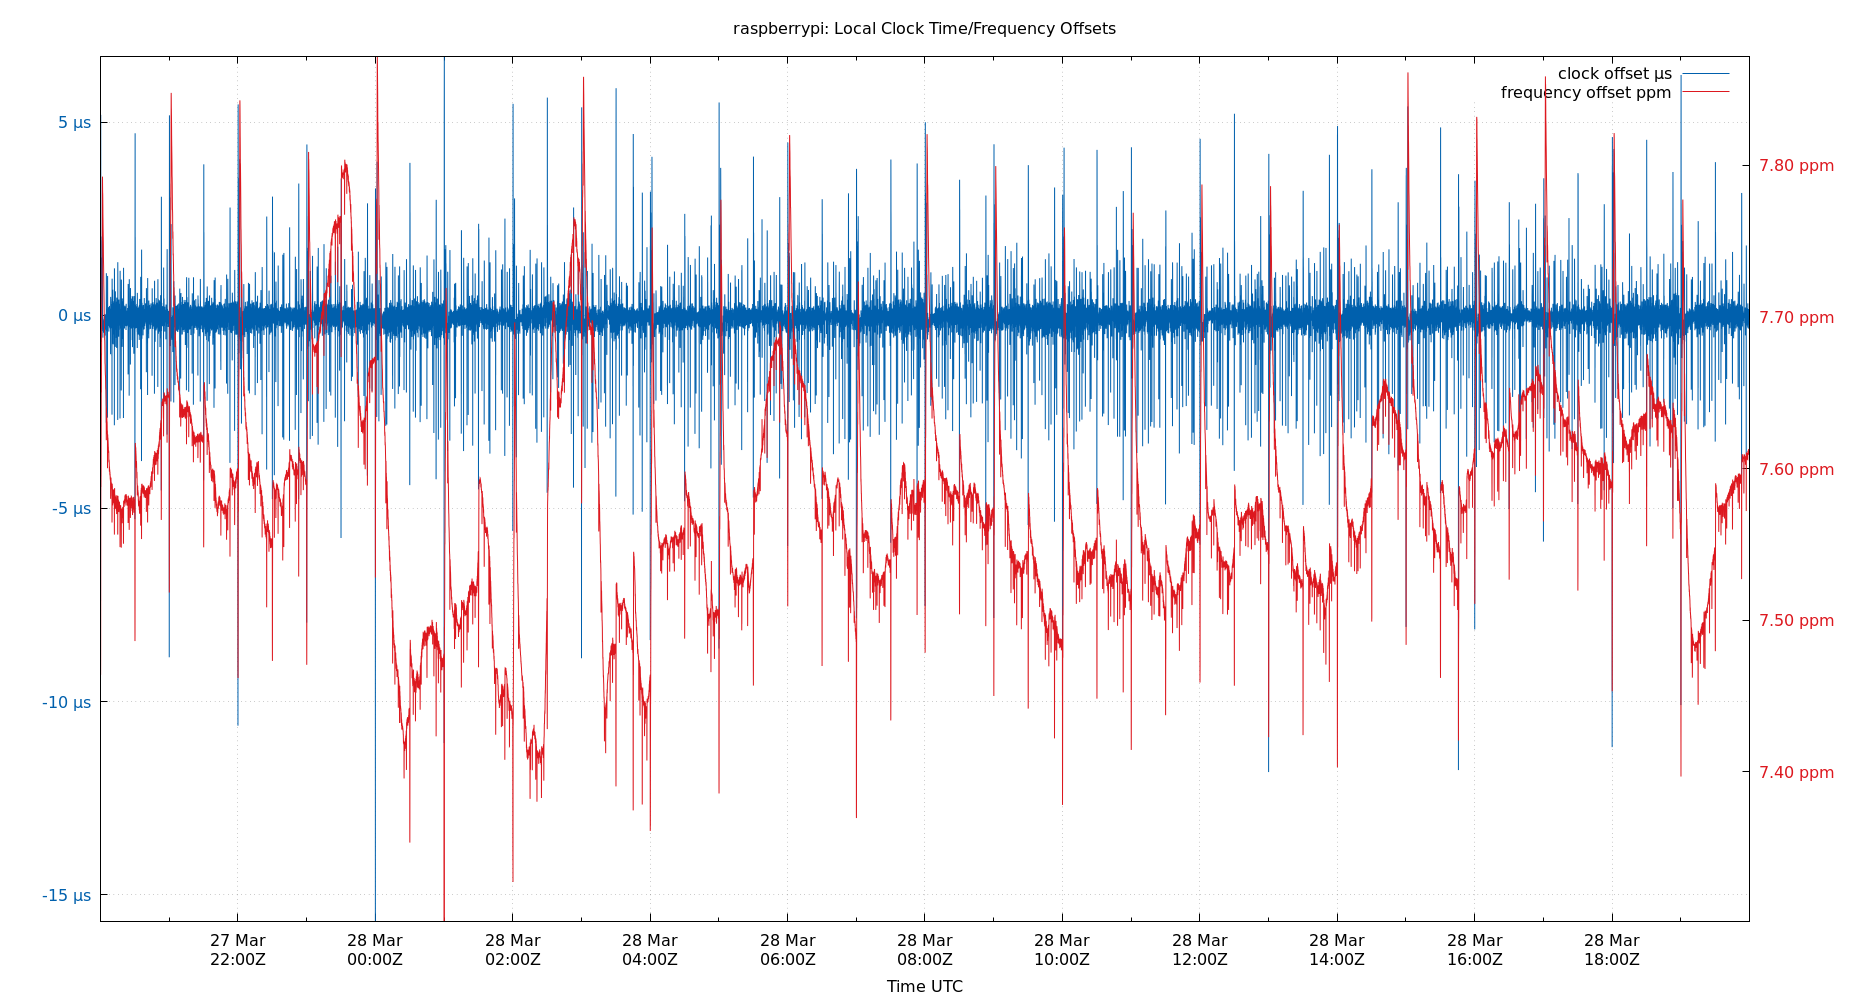 raspberrypi: Local Clock Time/Frequency Offsets
clock offset µs
frequency offset ppm
5 µs
0 µs
-5 µs
-10 µs
-15 µs
7.80 ppm
7.70 ppm
7.60 ppm
7.50 ppm
7.40 ppm
27 Mar
22:00Z
28 Mar
00:00Z
28 Mar
02:00Z
28 Mar
04:00Z
28 Mar
06:00Z
28 Mar
08:00Z
28 Mar
10:00Z
28 Mar
12:00Z
28 Mar
14:00Z
28 Mar
16:00Z
28 Mar
18:00Z
Time UTC